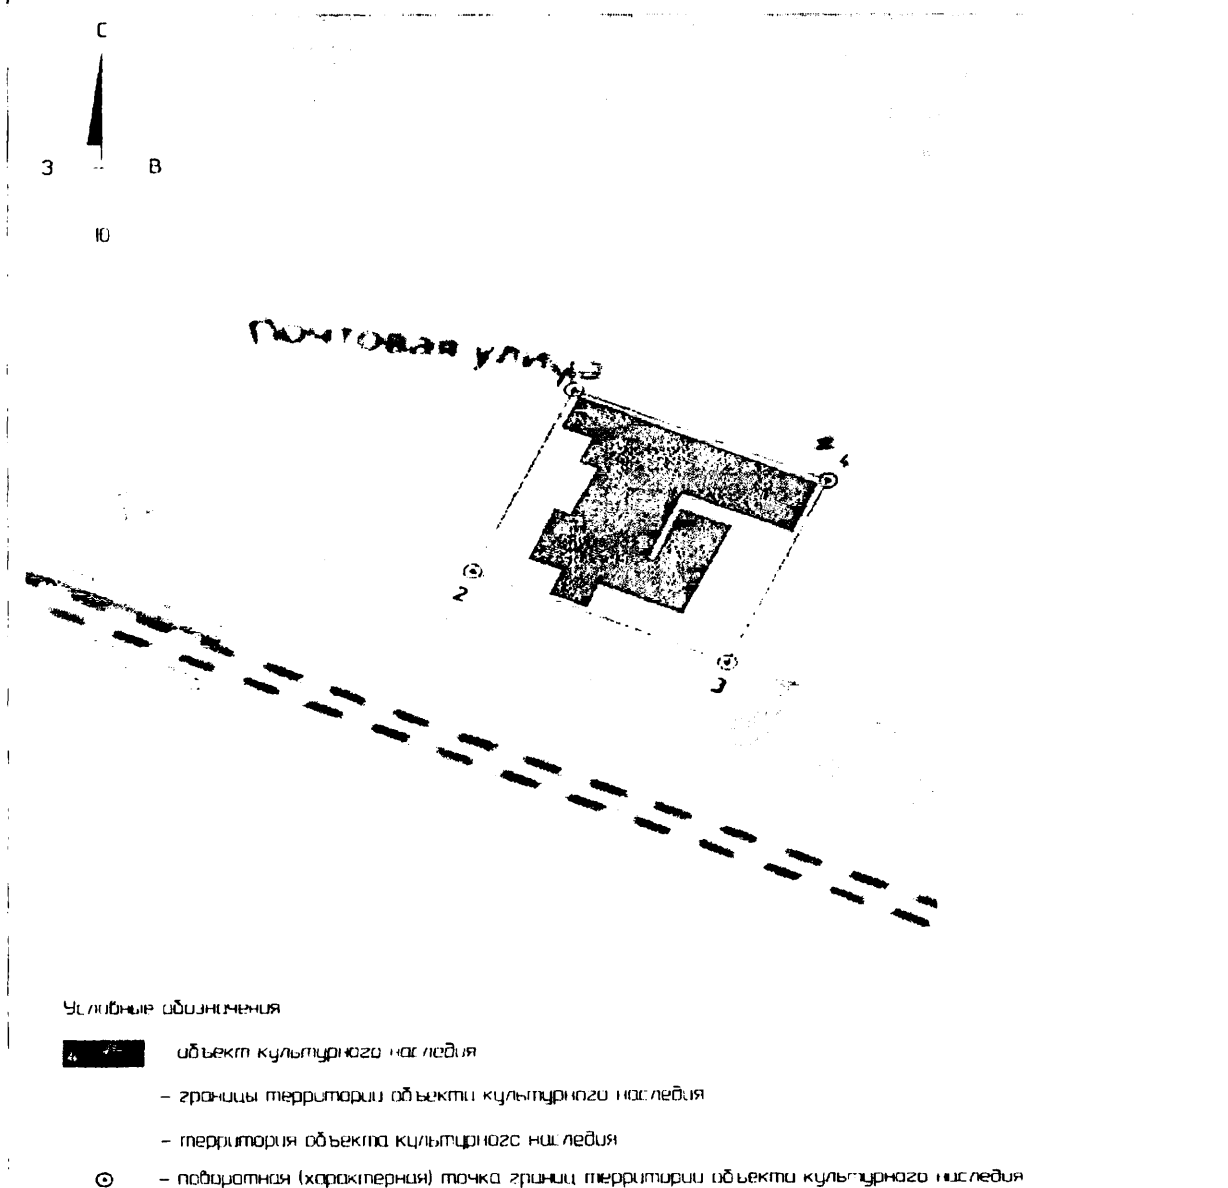 С
З В
Ю
Почтовая улица
4
2
3
Условные обозначения
объект культурного наследия
– границы территории объекта культурного наследия
– территория объекта культурного наследия
– поворотная (характерная) точка границ территории объекта культурного наследия